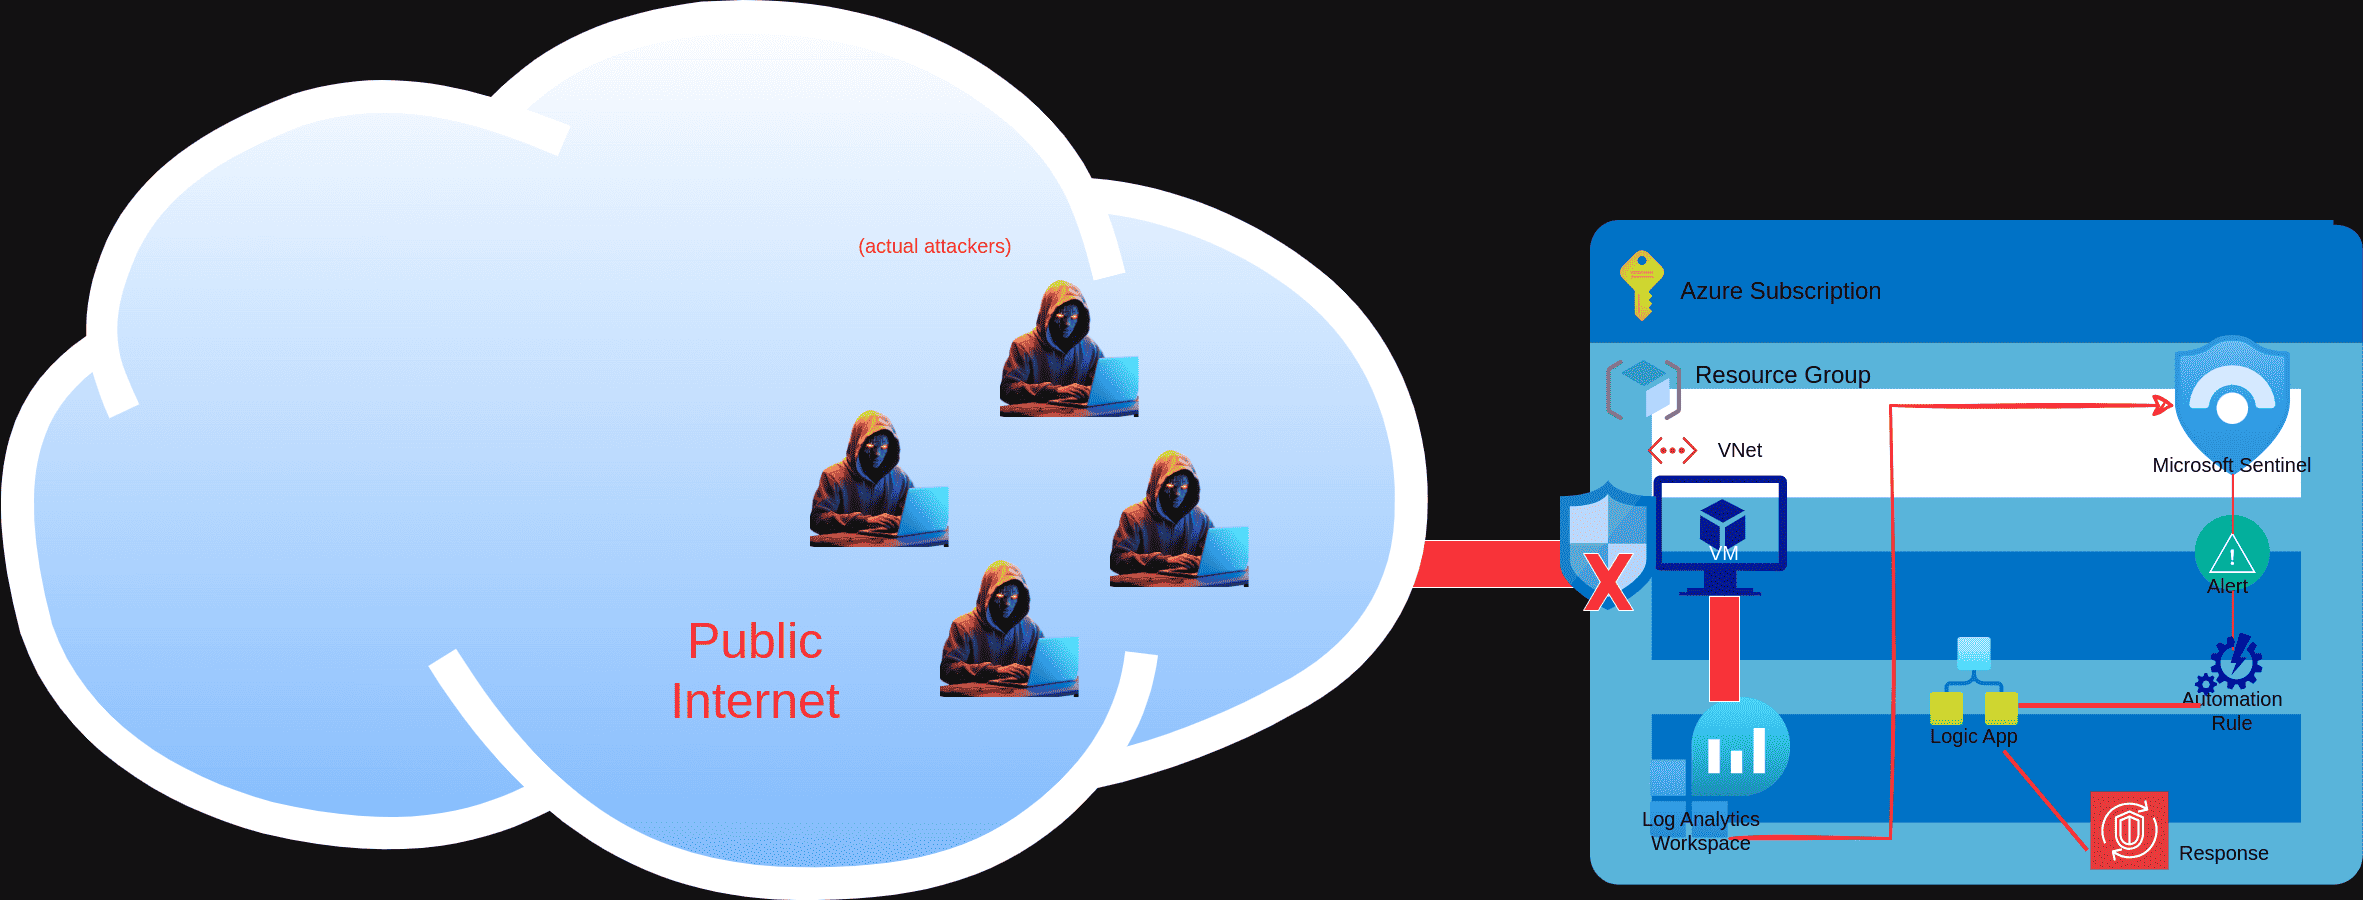 (actual attackers)
Public
Internet
Azure Subscription
Resource Group
VNet
Microsoft Sentinel
VM
X
Alert
Automation
Rule
Logic App
Log Analytics
Workspace
Response